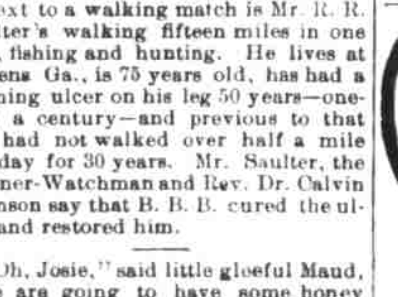 ext to a walking match is Mr. R. R.
lter's walking fifteen miles in one
, fishing and hunting. He lives at
ens Ga., is 75 years old, has had a
ning ulcer on his leg 50 years—one-
a century—and previous to that
had not walked over half a mile
day for 30 years. Mr. Saulter, the
ner-Watchman and Rev. Dr. Calvin
nson say that B. B. B. cured the ul-
and restored him.
Oh, Josie," said little gleeful Maud,
e are going to have some honey